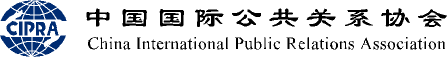 CIPRA
中国国际公共关系协会
China International Public Relations Association